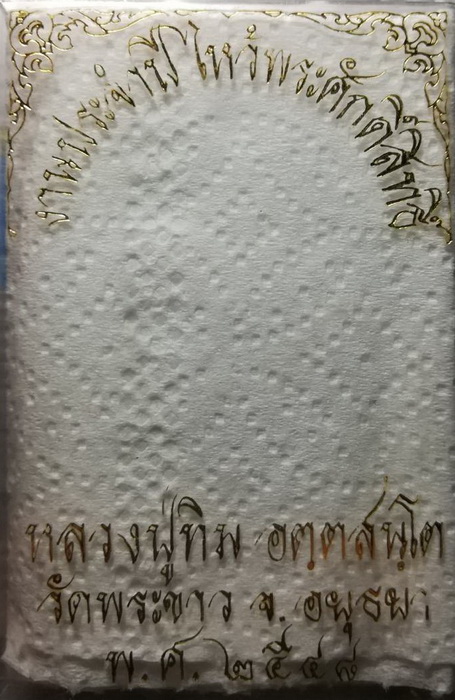 งานประจำปี ไหว้พระศักดิ์สิทธิ์
หลวงปู่ทิม อตฺตสนฺโต
วัดพระขาว จ. อยุธยา
พ.ศ. ๒๕๔๘